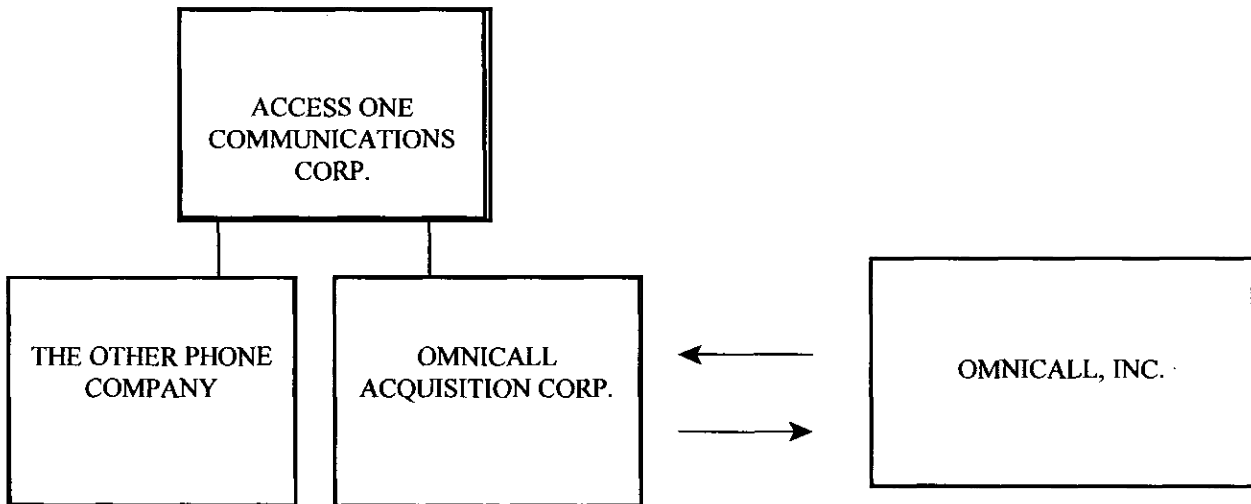 ACCESS ONE
COMMUNICATIONS
CORP.
THE OTHER PHONE
COMPANY
OMNICALL
ACQUISITION CORP.
OMNICALL, INC.